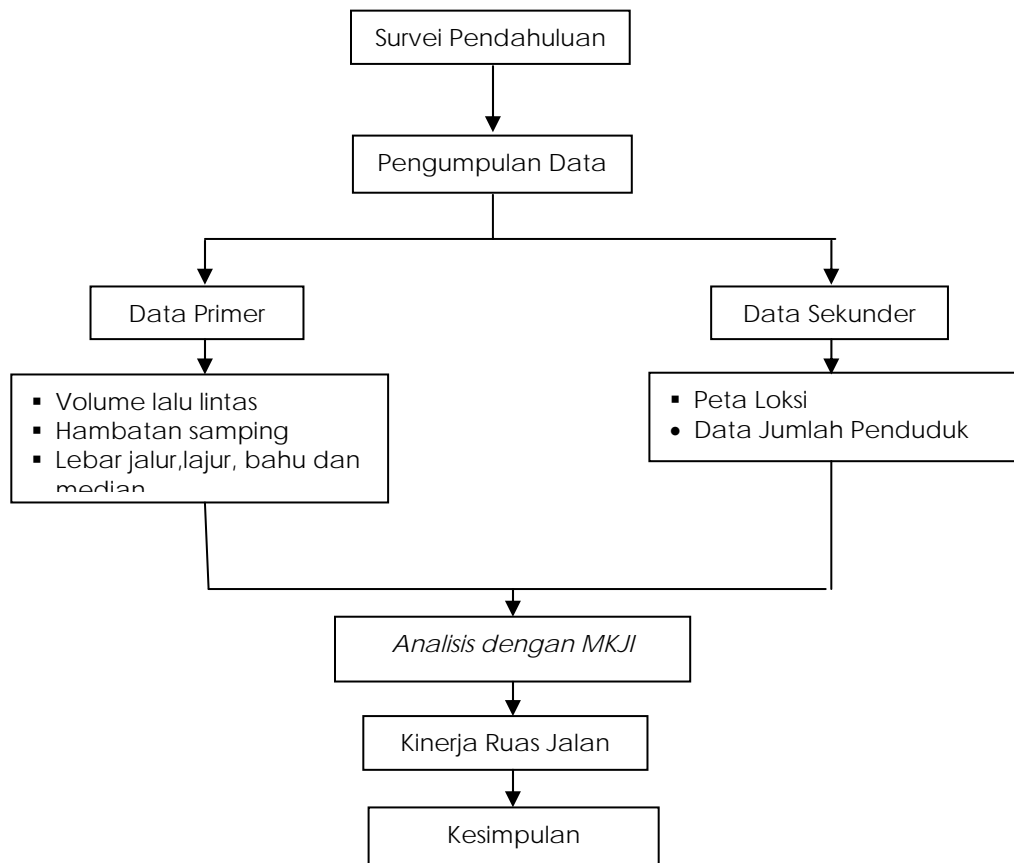 Survei Pendahuluan
Pengumpulan Data
Data Primer
Data Sekunder
▪ Volume lalu lintas
▪ Hambatan samping
▪ Lebar jalur,lajur, bahu dan
median
▪ Peta Loksi
• Data Jumlah Penduduk
Analisis dengan MKJI
Kinerja Ruas Jalan
Kesimpulan